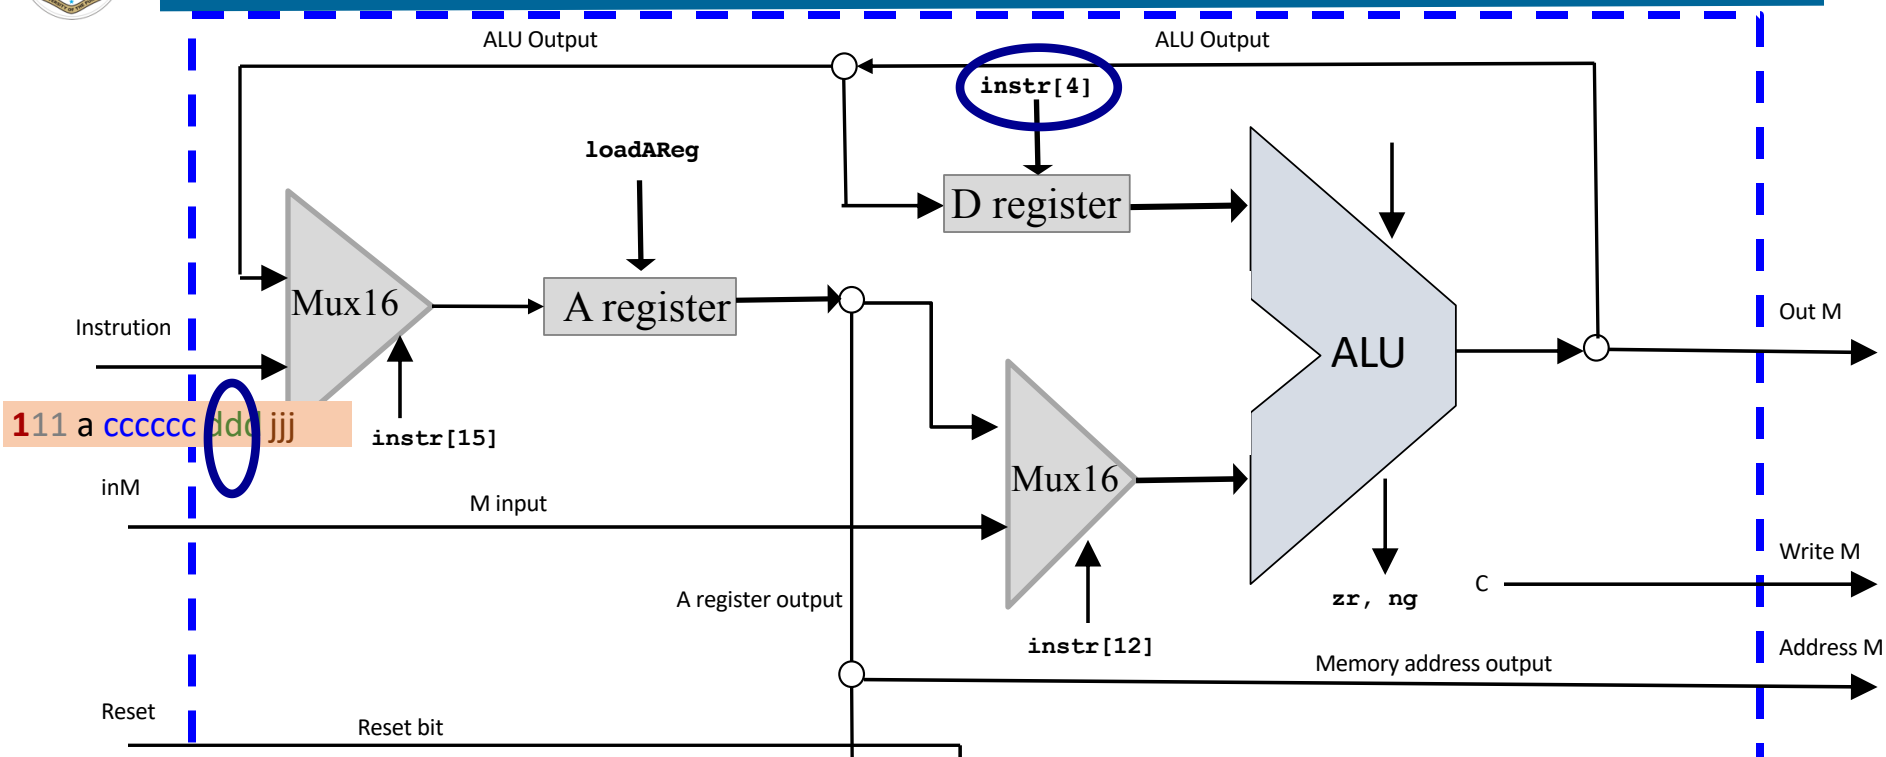 ALU Output
ALU Output
instr[4]
loadAReg
D register
Mux16
A register
Instrution
Out M
ALU
111 a cccccc ddd jjj
instr[15]
inM
Mux16
M input
Write M
C
A register output
zr, ng
instr[12]
Address M
Memory address output
Reset
Reset bit